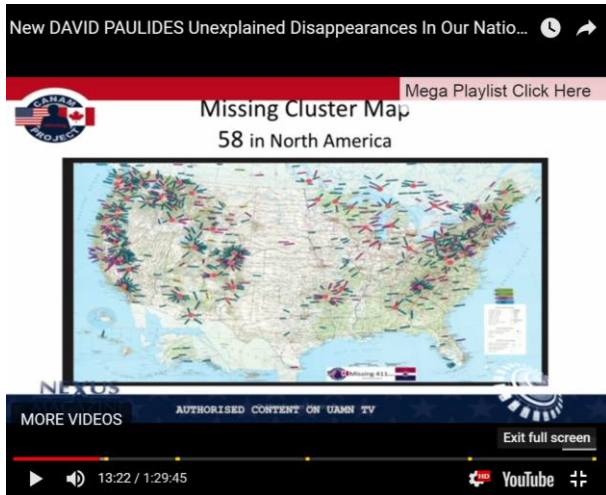 New DAVID PAULIDES Unexplained Disappearances In Our Natio...
Mega Playlist Click Here
CANAM
PROJECT
Missing Cluster Map
58 in North America
Missing 411
NEXUS
MORE VIDEOS
AUTHORISED CONTENT ON UAMN TV
Exit full screen
13:22 / 1:29:45
HD
YouTube